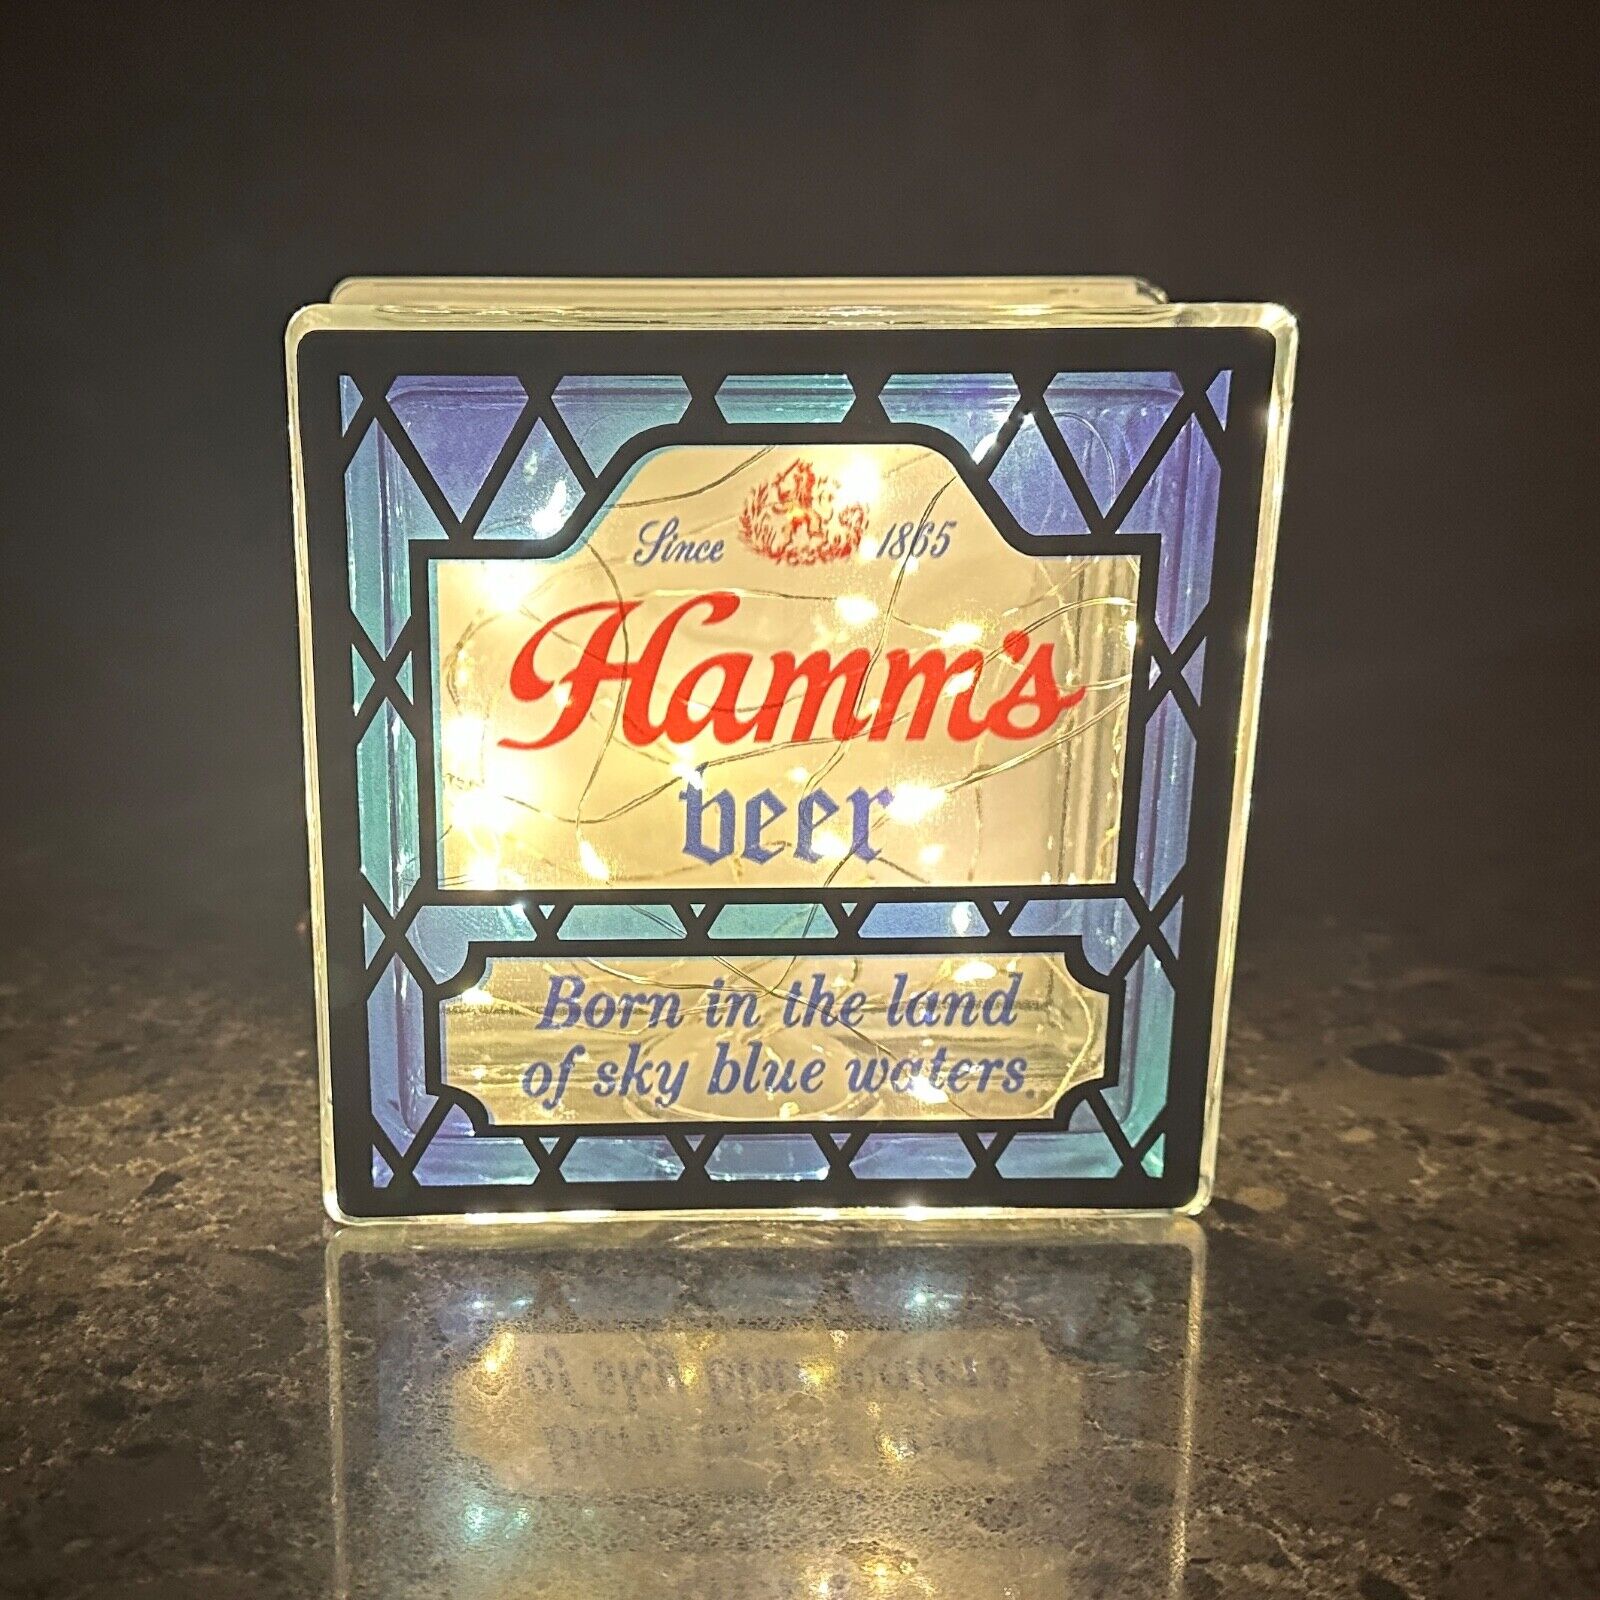 Since 1865
Hamm's
beer
Born in the land
of sky blue waters.